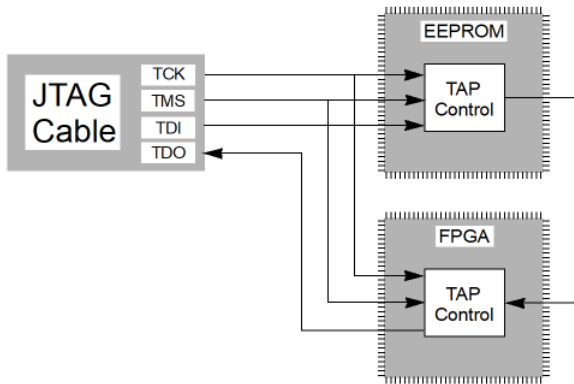 JTAG
Cable
TCK
TMS
TDI
TDO
EEPROM
TAP
Control
FPGA
TAP
Control